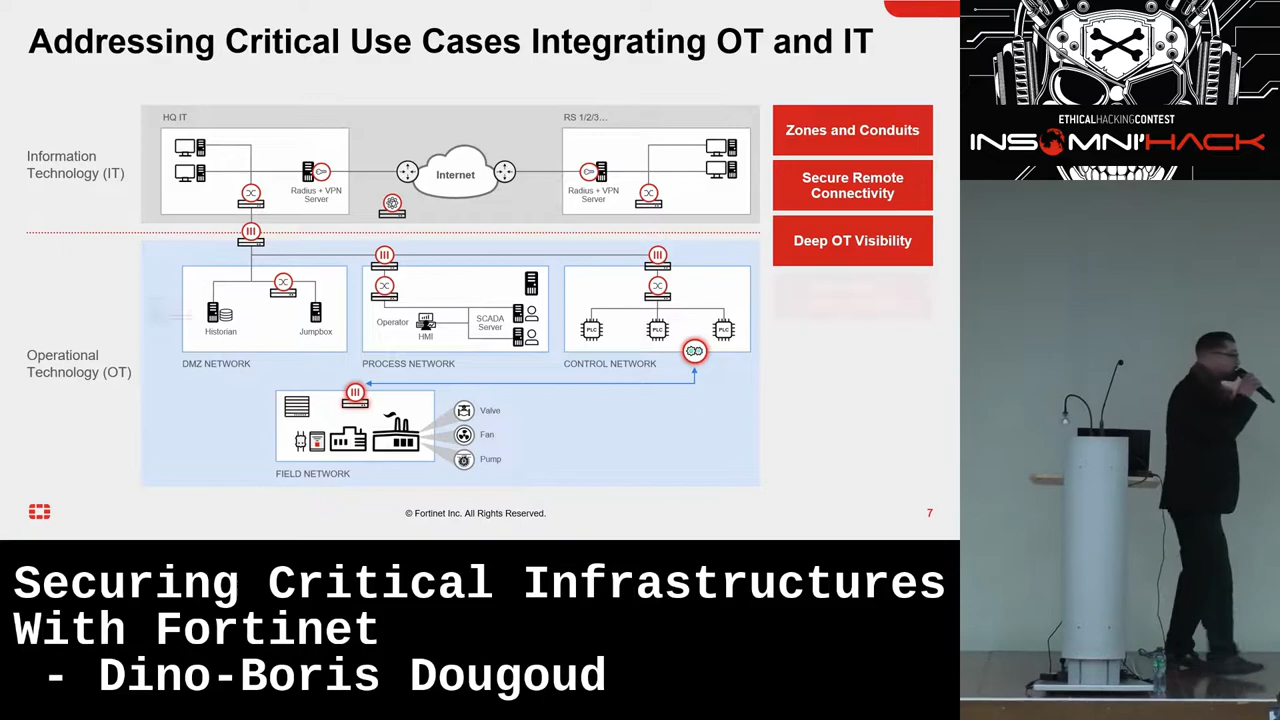 Addressing Critical Use Cases Integrating OT and IT
HQ IT
RS 1/2/3...
Information
Technology (IT)
Radius + VPN
Server
Internet
Radius + VPN
Server
Zones and Conduits
Secure Remote
Connectivity
Deep OT Visibility
Operational
Technology (OT)
Historian
Jumpbox
DMZ NETWORK
Operator
HMI
SCADA
Server
PROCESS NETWORK
PLC
PLC
PLC
CONTROL NETWORK
Valve
Fan
Pump
FIELD NETWORK
© Fortinet Inc. All Rights Reserved.
7
ETHICALHACKINGCONTEST
INSOMNI'HACK
Securing Critical Infrastructures
With Fortinet
- Dino-Boris Dougoud